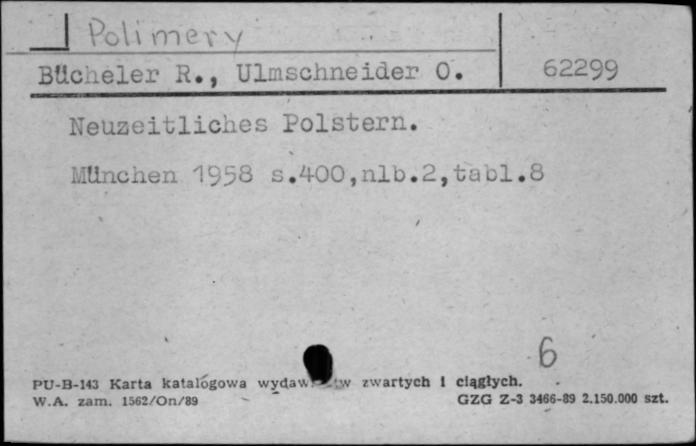 Polimery
Bücheler R., Ulmschneider O. 62299
Neuzeitliches Polstern.
München 1958 s.400,nlb.2,tabl.8
6
PU-B-143 Karta katalogowa zwartych i ciągłych.
W.A. zam. 1562/On/89 GZG Z-3 3466-89 2.150.000 szt.